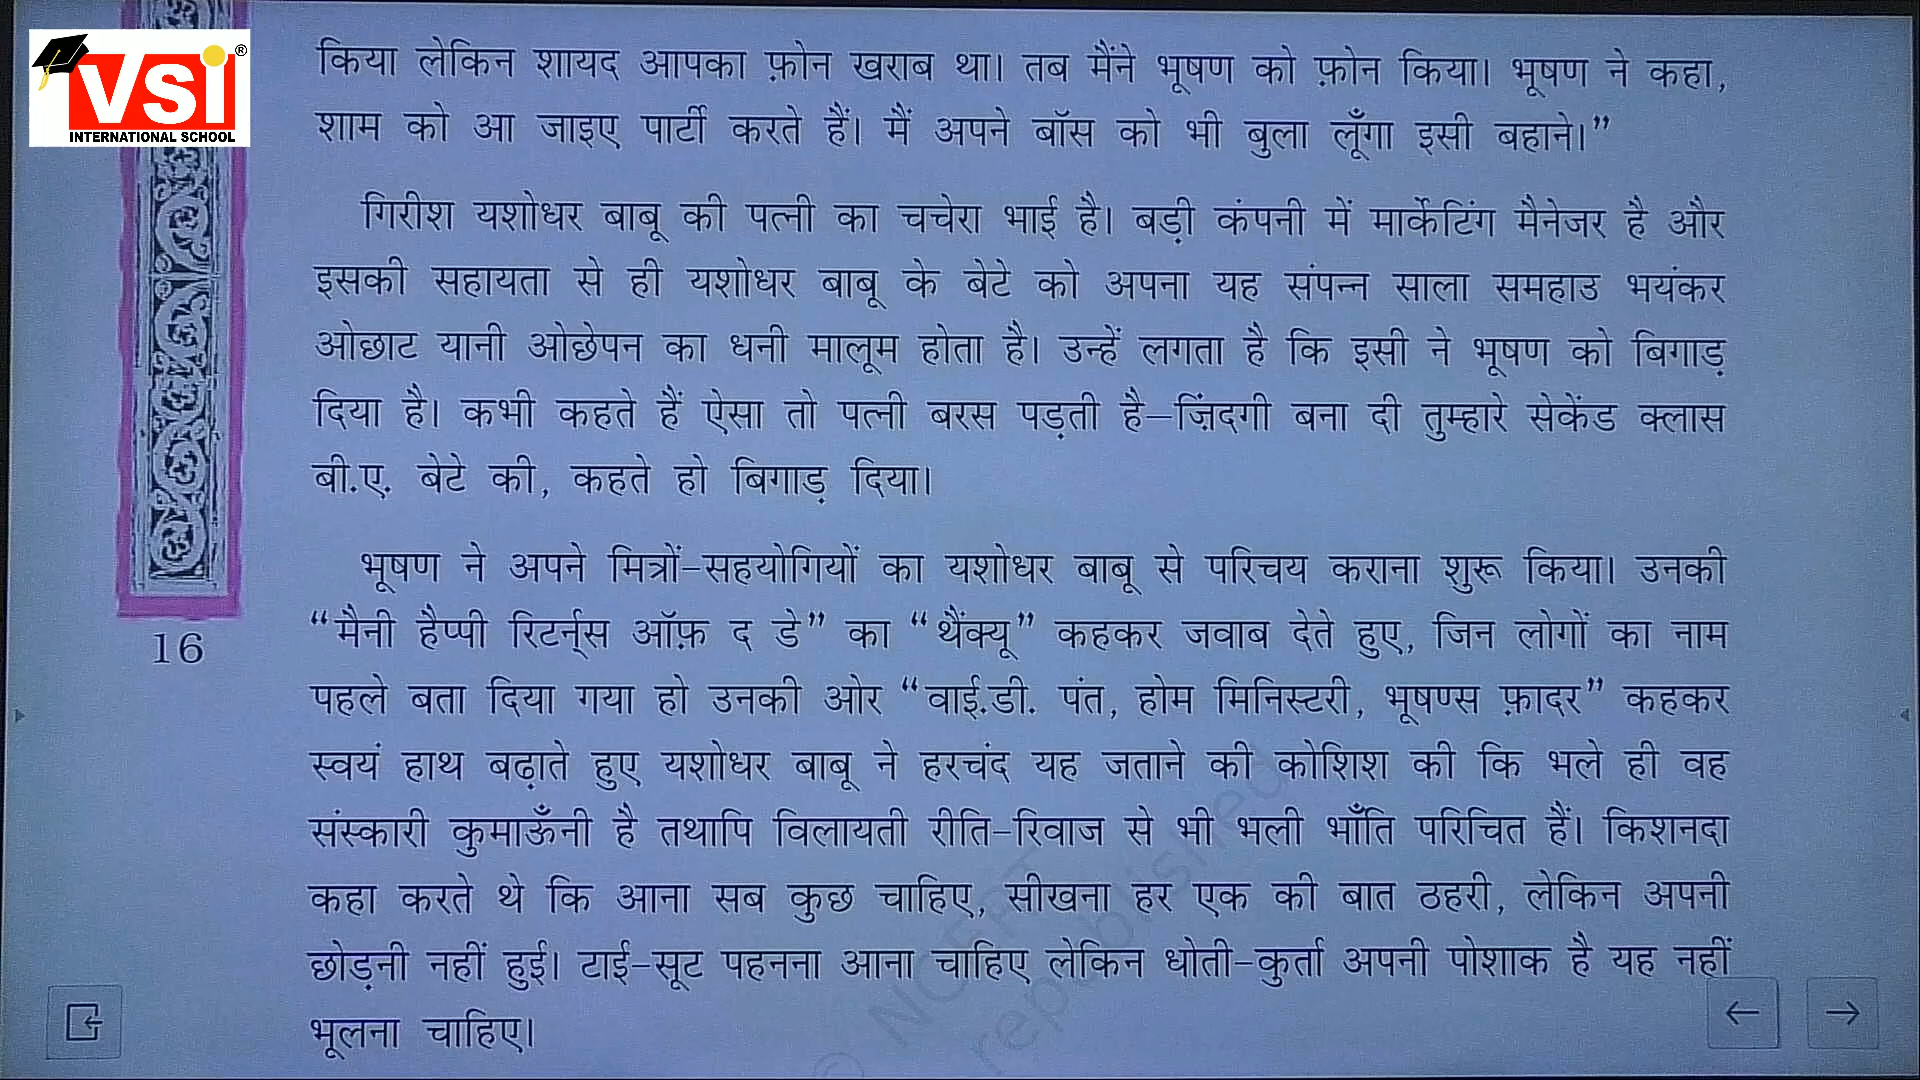 VSI ®
INTERNATIONAL SCHOOL
किया लेकिन शायद आपका फ़ोन खराब था। तब मैंने भूषण को फ़ोन किया। भूषण ने कहा,
शाम को आ जाइए पार्टी करते हैं। मैं अपने बॉस को भी बुला लूँगा इसी बहाने।”
गिरीश यशोधर बाबू की पत्नी का चचेरा भाई है। बड़ी कंपनी में मार्केटिंग मैनेजर है और
इसकी सहायता से ही यशोधर बाबू के बेटे को अपना यह संपन्न साला समहाउ भयंकर
ओछाट यानी ओछेपन का धनी मालूम होता है। उन्हें लगता है कि इसी ने भूषण को बिगाड़
दिया है। कभी कहते हैं ऐसा तो पत्नी बरस पड़ती है–ज़िंदगी बना दी तुम्हारे सेकेंड क्लास
बी.ए. बेटे की, कहते हो बिगाड़ दिया।
भूषण ने अपने मित्रों-सहयोगियों का यशोधर बाबू से परिचय कराना शुरू किया। उनकी
“मैनी हैप्पी रिटर्न्स ऑफ़ द डे” का “थैंक्यू” कहकर जवाब देते हुए, जिन लोगों का नाम
पहले बता दिया गया हो उनकी ओर “वाई.डी. पंत, होम मिनिस्टरी, भूषण्स फ़ादर” कहकर
स्वयं हाथ बढ़ाते हुए यशोधर बाबू ने हरचंद यह जताने की कोशिश की कि भले ही वह
संस्कारी कुमाऊँनी है तथापि विलायती रीति-रिवाज से भी भली भाँति परिचित हैं। किशनदा
कहा करते थे कि आना सब कुछ चाहिए, सीखना हर एक की बात ठहरी, लेकिन अपनी
छोड़नी नहीं हुई। टाई-सूट पहनना आना चाहिए लेकिन धोती-कुर्ता अपनी पोशाक है यह नहीं
भूलना चाहिए।
16
© NCERT
republished